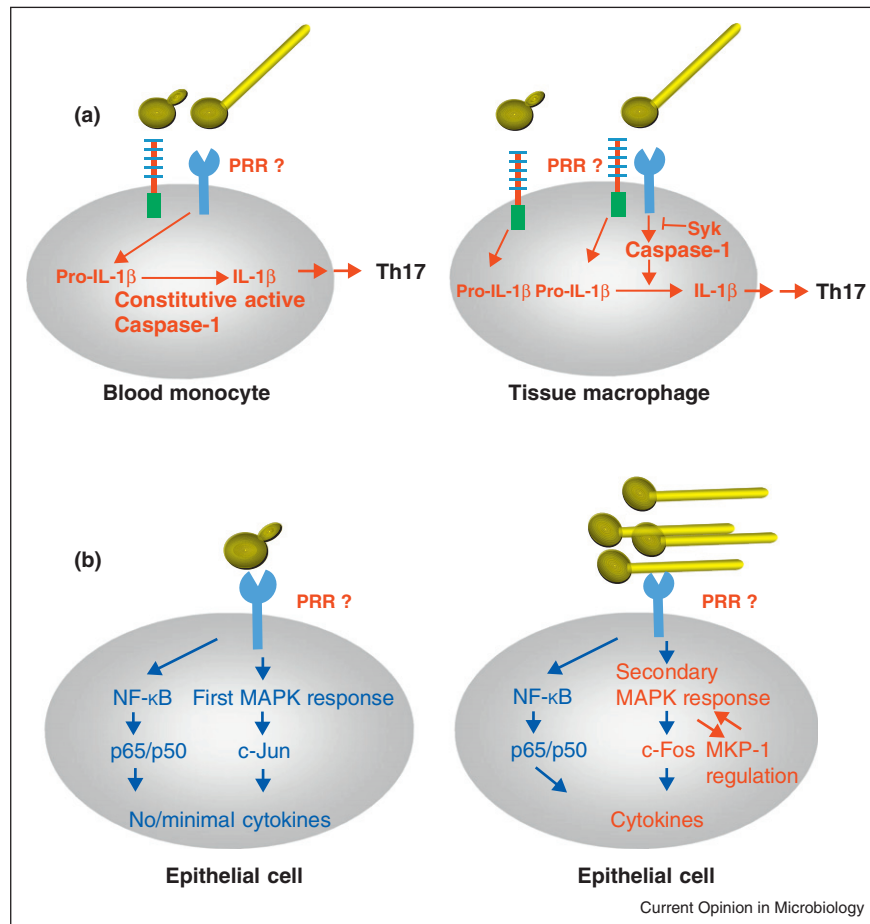 (a)
PRR ?
Pro-IL-1β
IL-1β
Th17
Constitutive active
Caspase-1
Blood monocyte
PRR ?
Syk
Caspase-1
Pro-IL-1β
Pro-IL-1β
IL-1β
Th17
Tissue macrophage
(b)
PRR ?
NF-κB
First MAPK response
p65/p50
c-Jun
No/minimal cytokines
Epithelial cell
PRR ?
Secondary
MAPK response
NF-κB
p65/p50
c-Fos
MKP-1
regulation
Cytokines
Epithelial cell
Current Opinion in Microbiology